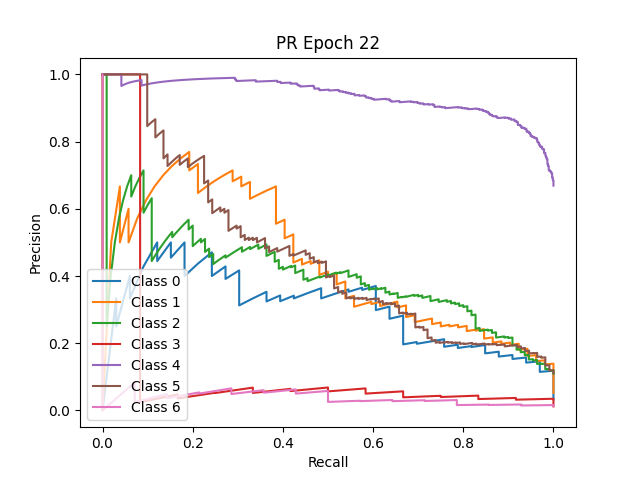 PR Epoch 22
Precision
1.0
0.8
0.6
0.4
0.2
0.0
Class 0
Class 1
Class 2
Class 3
Class 4
Class 5
Class 6
0.0 0.2 0.4 0.6 0.8 1.0
Recall